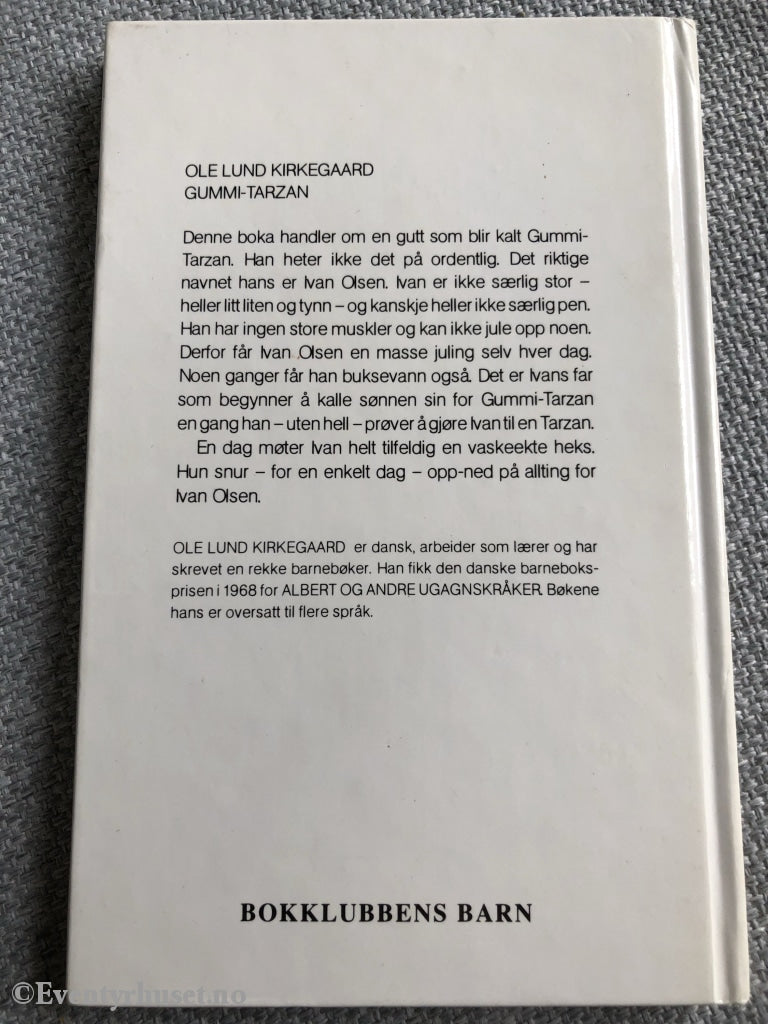 OLE LUND KIRKEGAARD
GUMMI-TARZAN
Denne boka handler om en gutt som blir kalt Gummi-
Tarzan. Han heter ikke det på ordentlig. Det riktige
navnet hans er Ivan Olsen. Ivan er ikke særlig stor –
heller litt liten og tynn – og kanskje heller ikke særlig pen.
Han har ingen store muskler og kan ikke jule opp noen.
Derfor får Ivan Olsen en masse juling selv hver dag.
Noen ganger får han buksevann også. Det er Ivans far
som begynner å kalle sønnen sin for Gummi-Tarzan
en gang han – uten hell – prøver å gjøre Ivan til en Tarzan.
En dag møter Ivan helt tilfeldig en vaskeekte heks.
Hun snur – for en enkelt dag – opp-ned på allting for
Ivan Olsen.
OLE LUND KIRKEGAARD er dansk, arbeider som lærer og har
skrevet en rekke barnebøker. Han fikk den danske barneboks-
prisen i 1968 for ALBERT OG ANDRE UGAGNSKRÅKER. Bøkene
hans er oversatt til flere språk.
BOKKLUBBENS BARN
©Eventyrhuset.no